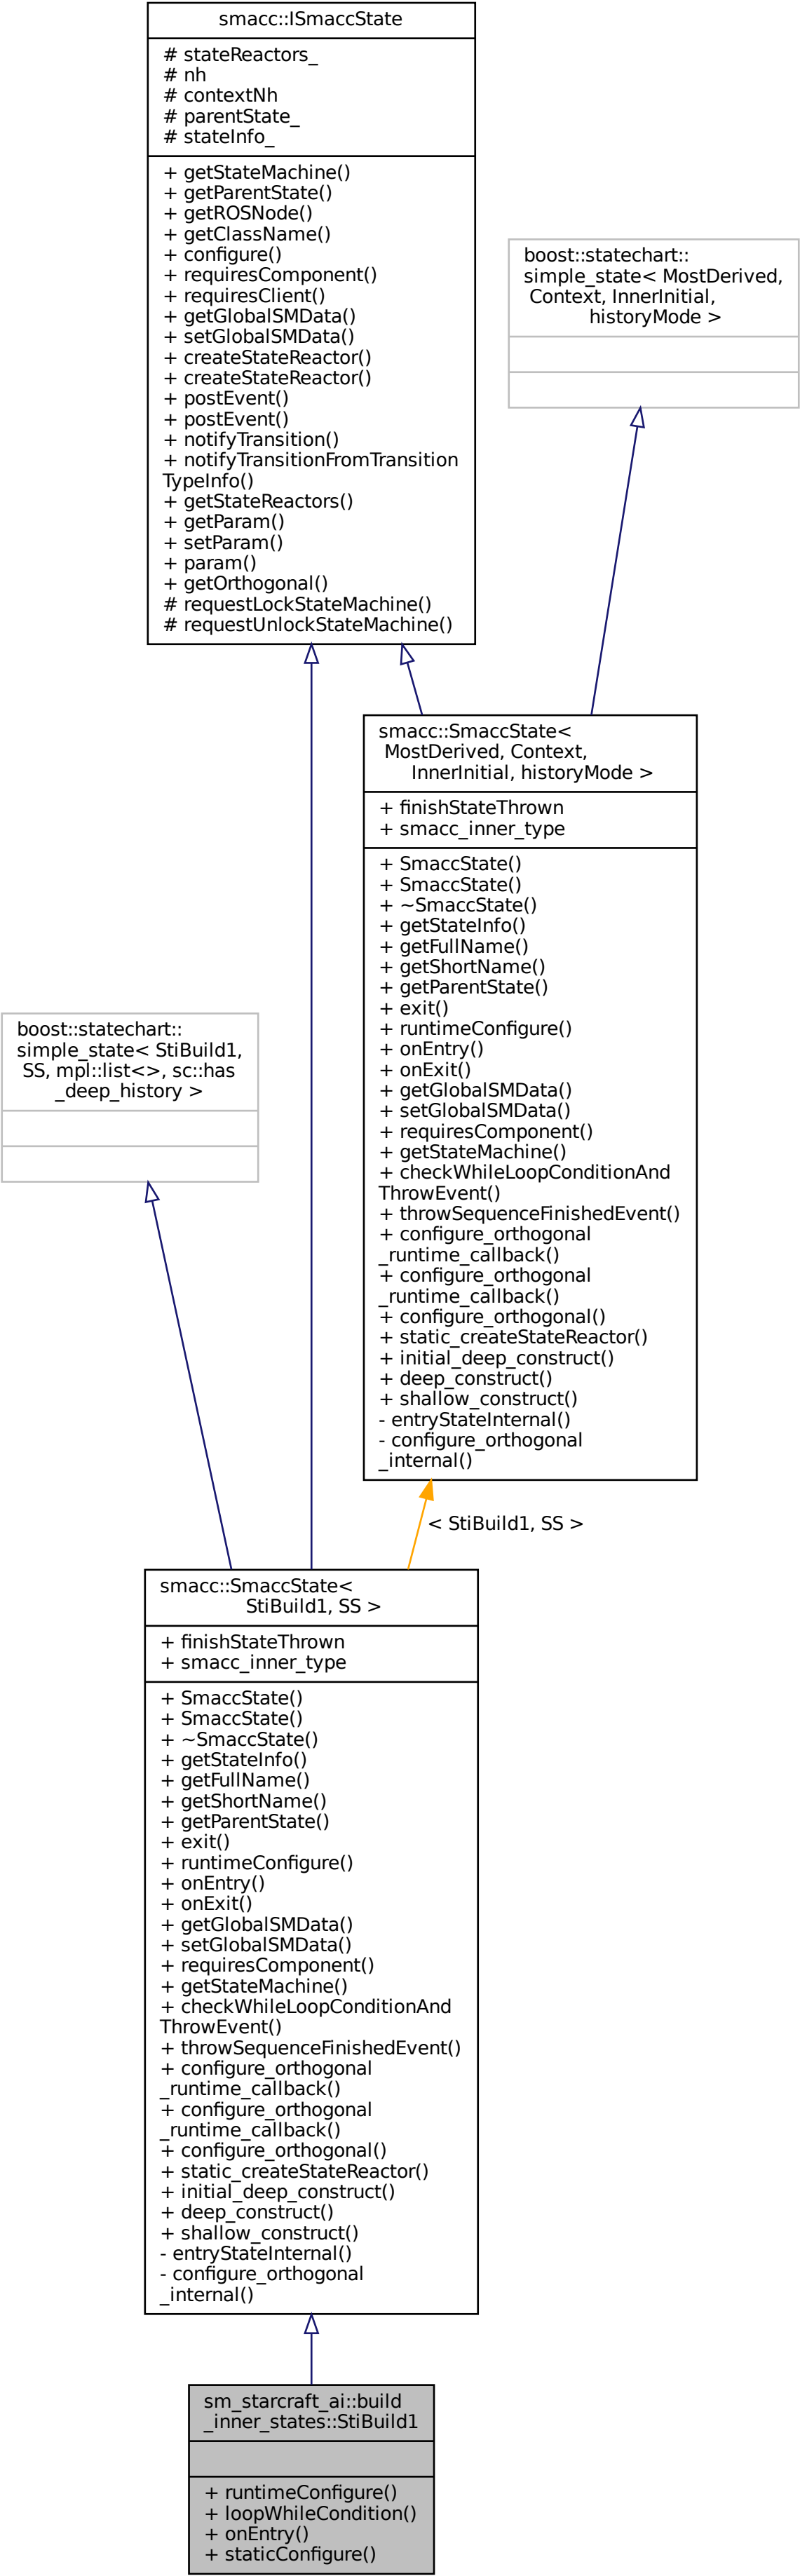 smacc::ISmaccState
# stateReactors_
# nh
# contextNh
# parentState_
# stateInfo_
+ getStateMachine()
+ getParentState()
+ getROSNode()
+ getClassName()
+ configure()
+ requiresComponent()
+ requiresClient()
+ getGlobalSMData()
+ setGlobalSMData()
+ createStateReactor()
+ createStateReactor()
+ postEvent()
+ postEvent()
+ notifyTransition()
+ notifyTransitionFromTransition
TypeInfo()
+ getStateReactors()
+ getParam()
+ setParam()
+ param()
+ getOrthogonal()
# requestLockStateMachine()
# requestUnlockStateMachine()
boost::statechart::
simple_state< MostDerived,
Context, InnerInitial,
historyMode >
smacc::SmaccState<
MostDerived, Context,
InnerInitial, historyMode >
+ finishStateThrown
+ smacc_inner_type
+ SmaccState()
+ SmaccState()
+ ~SmaccState()
+ getStateInfo()
+ getFullName()
+ getShortName()
+ getParentState()
+ exit()
+ runtimeConfigure()
+ onEntry()
+ onExit()
+ getGlobalSMData()
+ setGlobalSMData()
+ requiresComponent()
+ getStateMachine()
+ checkWhileLoopConditionAnd
ThrowEvent()
+ throwSequenceFinishedEvent()
+ configure_orthogonal
_runtime_callback()
+ configure_orthogonal
_runtime_callback()
+ configure_orthogonal()
+ static_createStateReactor()
+ initial_deep_construct()
+ deep_construct()
+ shallow_construct()
- entryStateInternal()
- configure_orthogonal
_internal()
boost::statechart::
simple_state< StiBuild1,
SS, mpl::list<>, sc::has
_deep_history >
< StiBuild1, SS >
smacc::SmaccState<
StiBuild1, SS >
+ finishStateThrown
+ smacc_inner_type
+ SmaccState()
+ SmaccState()
+ ~SmaccState()
+ getStateInfo()
+ getFullName()
+ getShortName()
+ getParentState()
+ exit()
+ runtimeConfigure()
+ onEntry()
+ onExit()
+ getGlobalSMData()
+ setGlobalSMData()
+ requiresComponent()
+ getStateMachine()
+ checkWhileLoopConditionAnd
ThrowEvent()
+ throwSequenceFinishedEvent()
+ configure_orthogonal
_runtime_callback()
+ configure_orthogonal
_runtime_callback()
+ configure_orthogonal()
+ static_createStateReactor()
+ initial_deep_construct()
+ deep_construct()
+ shallow_construct()
- entryStateInternal()
- configure_orthogonal
_internal()
sm_starcraft_ai::build
_inner_states::StiBuild1
+ runtimeConfigure()
+ loopWhileCondition()
+ onEntry()
+ staticConfigure()